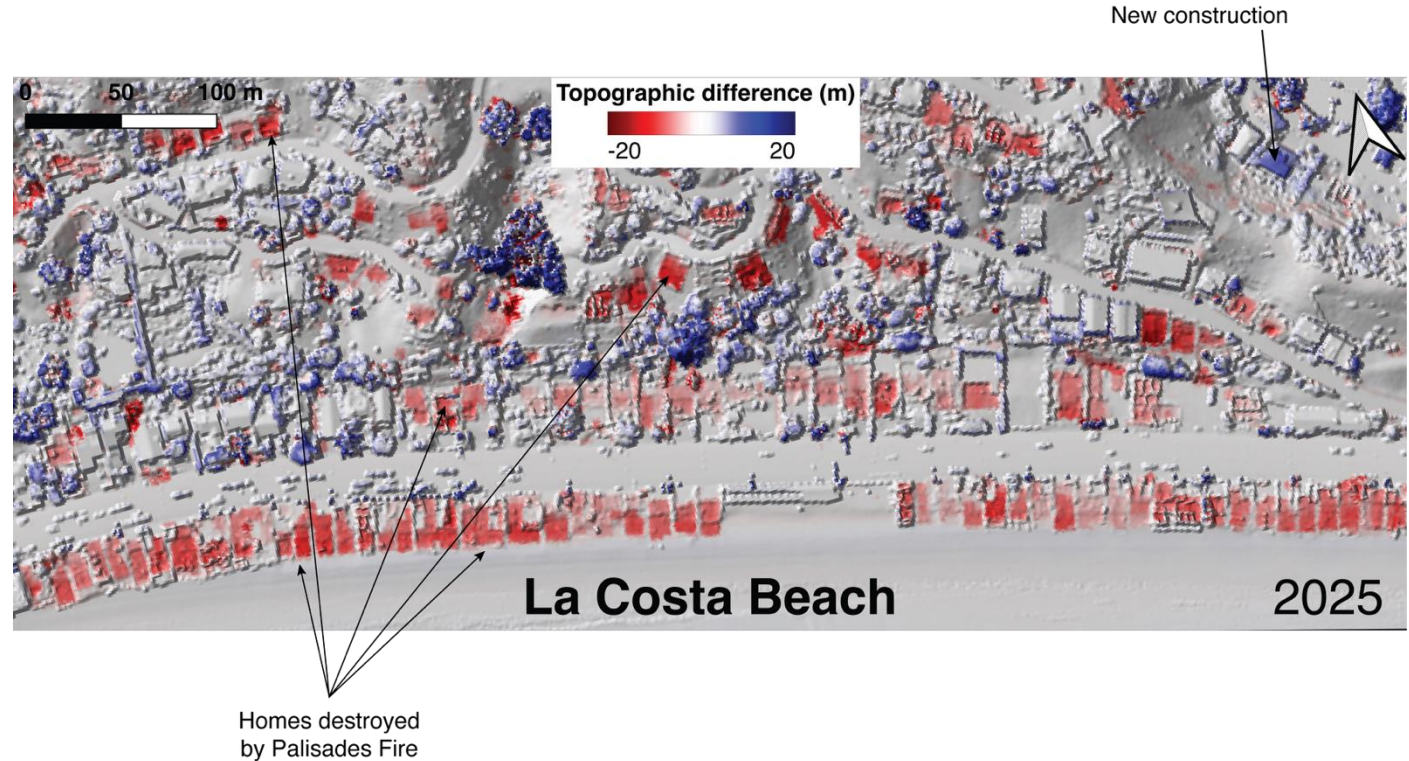 New construction
0 50 100 m
Topographic difference (m)
-20 20
La Costa Beach
2025
Homes destroyed
by Palisades Fire